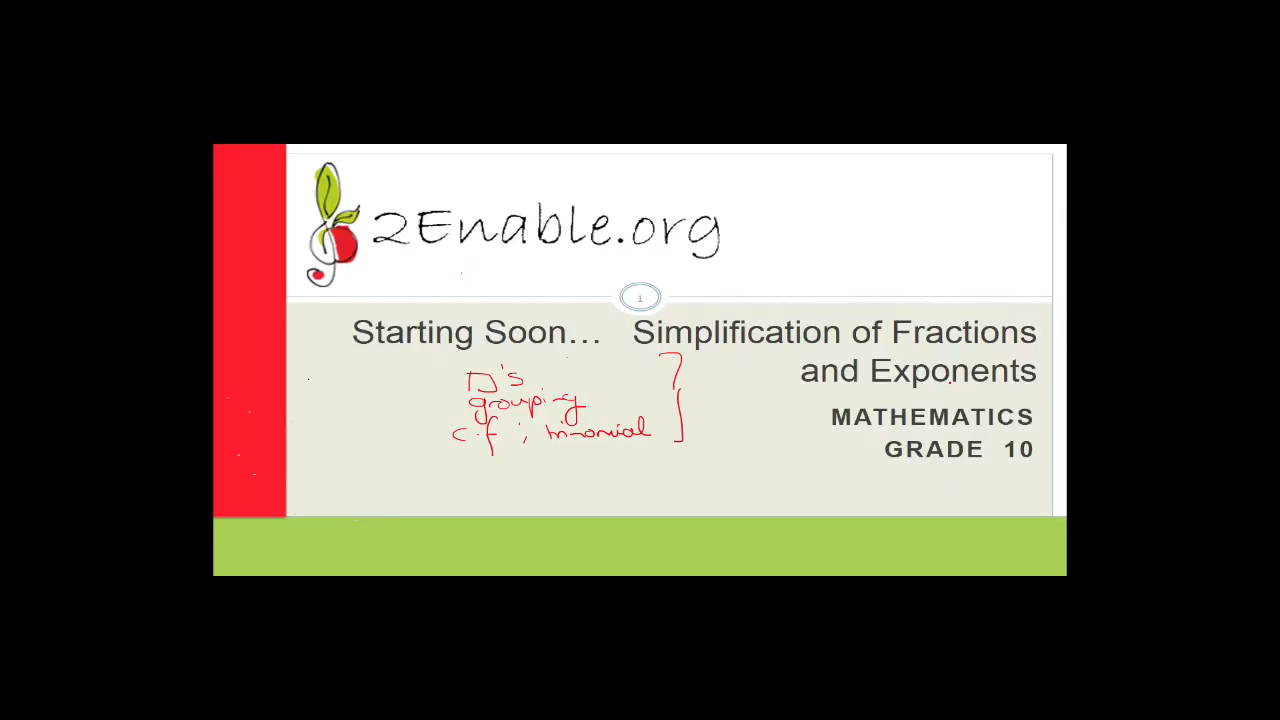 2Enable.org
1
Starting Soon… Simplification of Fractions
and Exponents
grouping
c.f ; trinomial
MATHEMATICS
GRADE 10